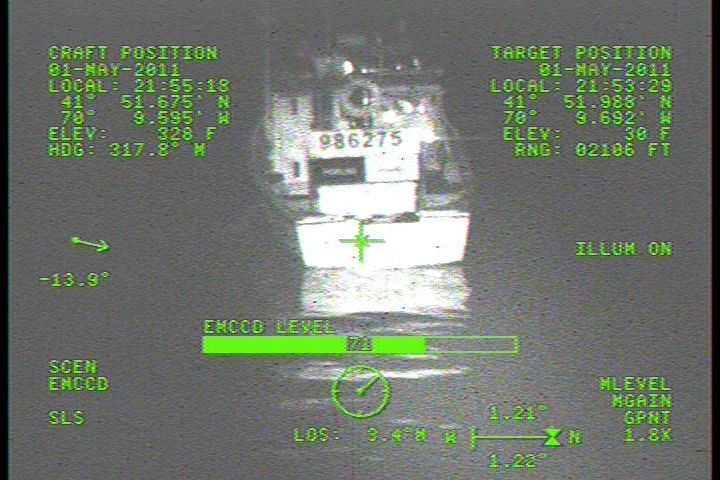 CRAFT POSITION
01-MAY-2011
LOCAL: 21:55:18
41° 51.675' N
70° 9.595' W
ELEV: 328 F
HDG: 317.8° M
TARGET POSITION
01-MAY-2011
LOCAL: 21:53:29
41° 51.988' N
70° 9.692' W
ELEV: 30 F
RNG: 02106 FT
986275
-13.9°
ILLUM ON
EMCCD LEVEL
71
SCEN
EMCCD
SLS
MLEVEL
MGAIN
GPNT
1.8X
LOS: 3.4°M
1.21°
W N
1.22°